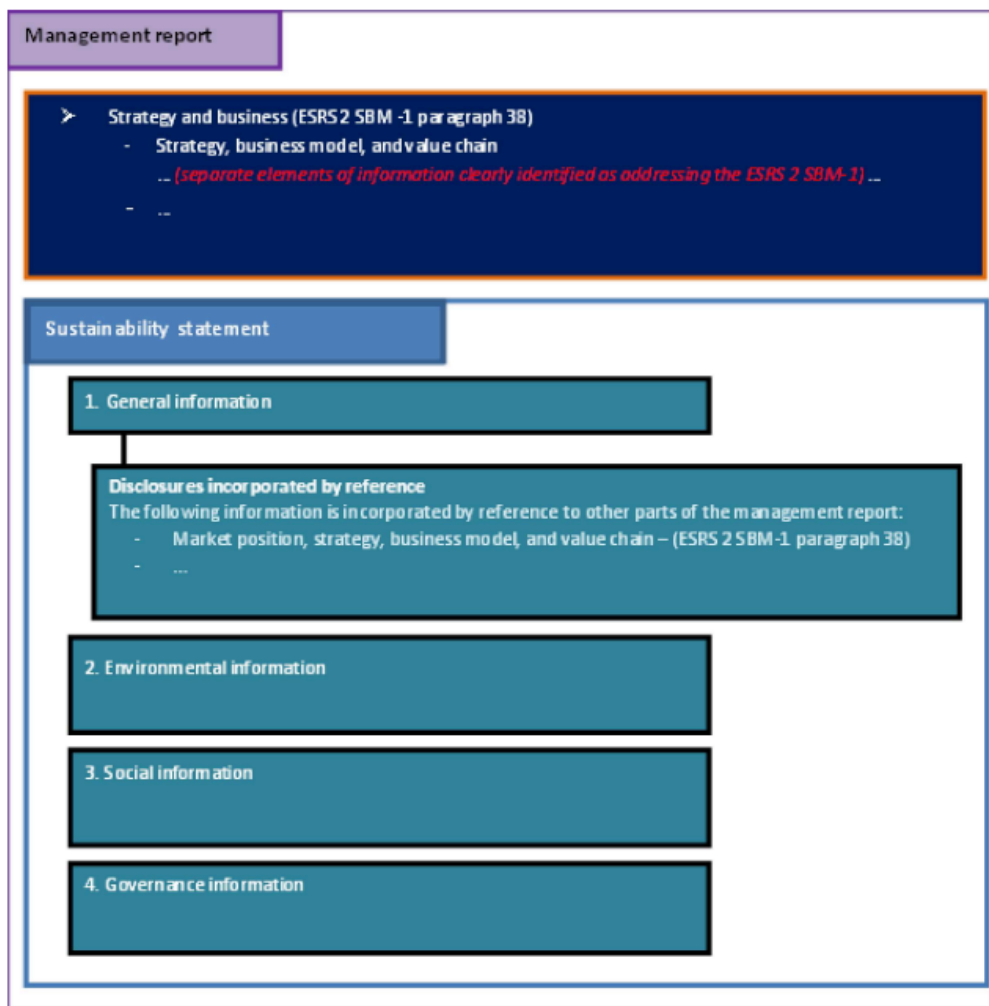 Management report
➢ Strategy and business (ESRS 2 SBM -1 paragraph 38)
- Strategy, business model, and value chain
... (separate elements of information clearly identified as addressing the ESRS 2 SBM-1) ...
- ...
Sustainability statement
1. General information
Disclosures incorporated by reference
The following information is incorporated by reference to other parts of the management report:
- Market position, strategy, business model, and value chain – (ESRS 2 SBM-1 paragraph 38)
- ...
2. Environmental information
3. Social information
4. Governance information